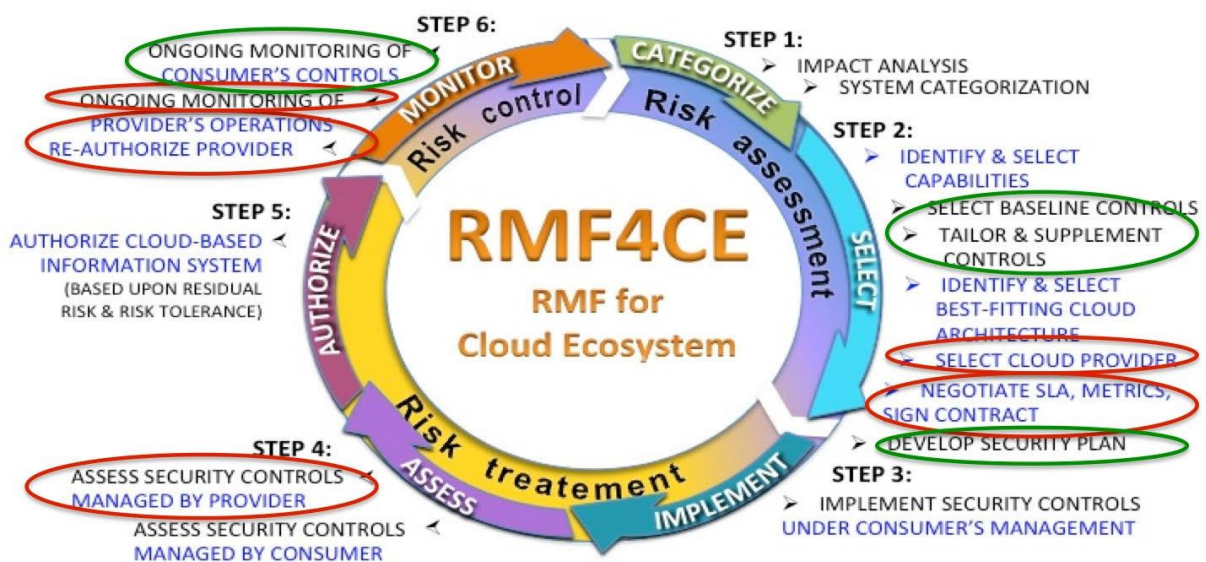 STEP 6:
ONGOING MONITORING OF
CONSUMER'S CONTROLS
ONGOING MONITORING OF
PROVIDER'S OPERATIONS
RE-AUTHORIZE PROVIDER
STEP 5:
AUTHORIZE CLOUD-BASED
INFORMATION SYSTEM
(BASED UPON RESIDUAL
RISK & RISK TOLERANCE)
STEP 4:
ASSESS SECURITY CONTROLS
MANAGED BY PROVIDER
ASSESS SECURITY CONTROLS
MANAGED BY CONSUMER
MONITOR
CATEGORIZE
SELECT
IMPLEMENT
ASSESS
AUTHORIZE
Risk control
Risk assessment
Risk treatement
RMF4CE
RMF for
Cloud Ecosystem
STEP 1:
IMPACT ANALYSIS
SYSTEM CATEGORIZATION
STEP 2:
IDENTIFY & SELECT
CAPABILITIES
SELECT BASELINE CONTROLS
TAILOR & SUPPLEMENT
CONTROLS
IDENTIFY & SELECT
BEST-FITTING CLOUD
ARCHITECTURE
SELECT CLOUD PROVIDER
NEGOTIATE SLA, METRICS,
SIGN CONTRACT
DEVELOP SECURITY PLAN
STEP 3:
IMPLEMENT SECURITY CONTROLS
UNDER CONSUMER'S MANAGEMENT